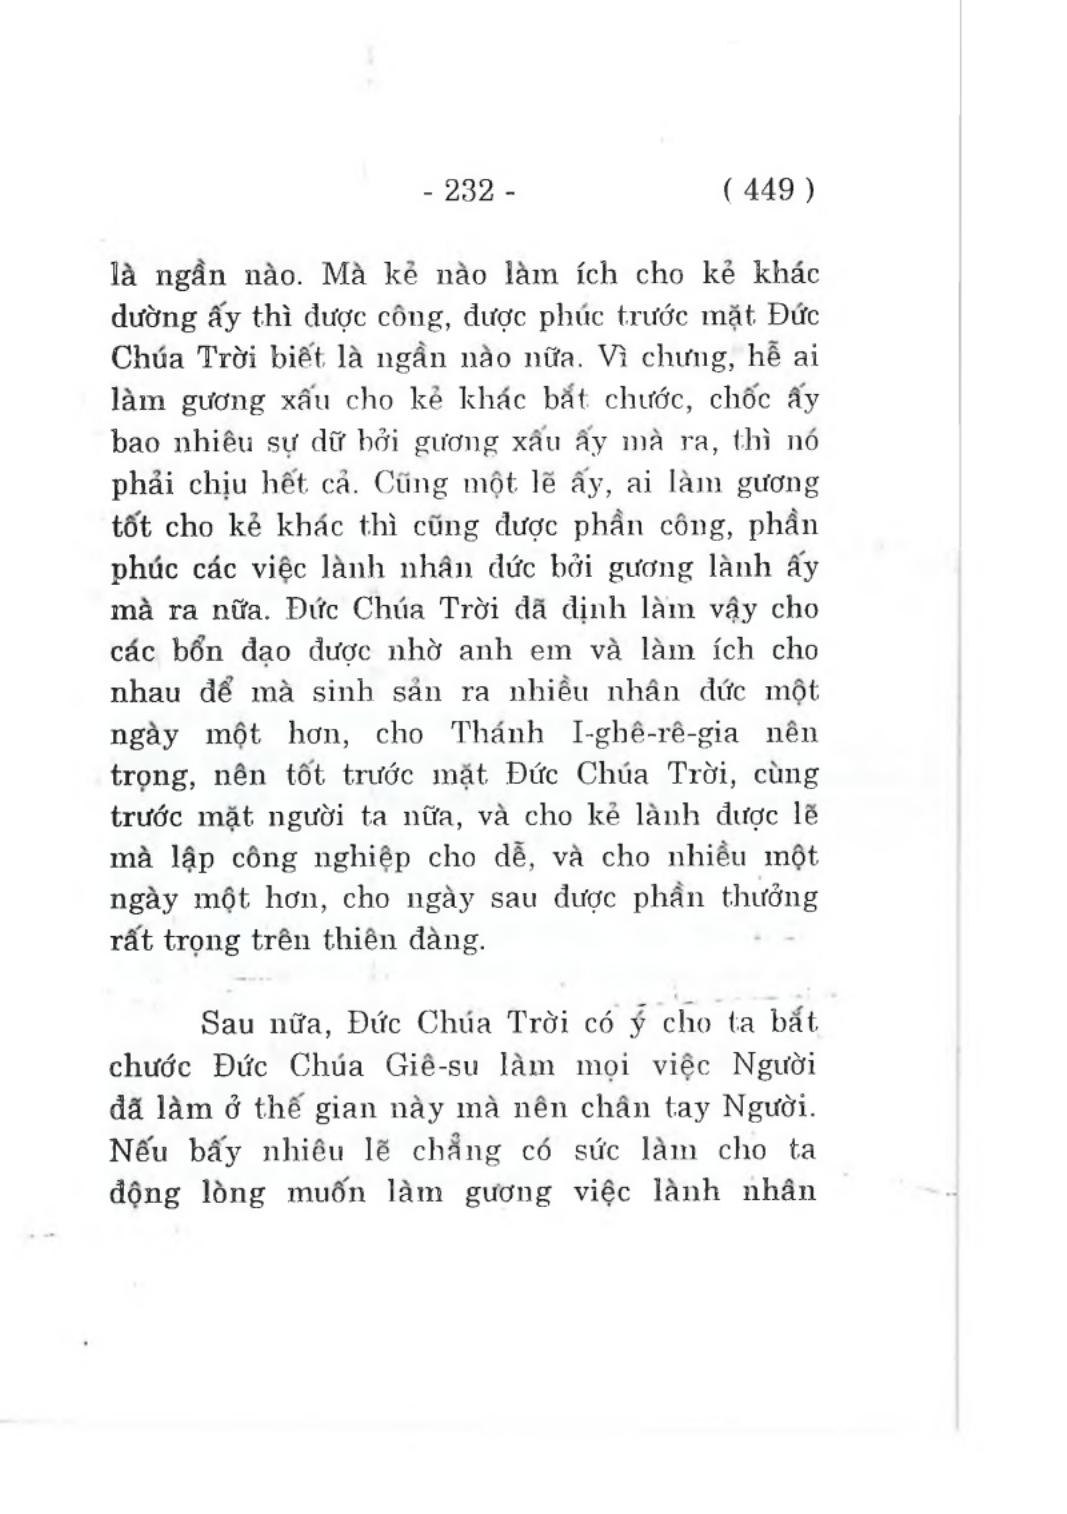 - 232 - ( 449 )
là ngần nào. Mà kẻ nào làm ích cho kẻ khác
dường ấy thì được công, được phúc trước mặt Đức
Chúa Trời biết là ngần nào nữa. Vì chưng, hễ ai
làm gương xấu cho kẻ khác bắt chước, chốc ấy
bao nhiêu sự dữ bởi gương xấu ấy mà ra, thì nó
phải chịu hết cả. Cũng một lẽ ấy, ai làm gương
tốt cho kẻ khác thì cũng được phần công, phần
phúc các việc lành nhân đức bởi gương lành ấy
mà ra nữa. Đức Chúa Trời đã định làm vậy cho
các bổn đạo được nhờ anh em và làm ích cho
nhau để mà sinh sản ra nhiều nhân đức một
ngày một hơn, cho Thánh I-ghê-rê-gia nên
trọng, nên tốt trước mặt Đức Chúa Trời, cùng
trước mặt người ta nữa, và cho kẻ lành được lẽ
mà lập công nghiệp cho dễ, và cho nhiều một
ngày một hơn, cho ngày sau được phần thưởng
rất trọng trên thiên đàng.
Sau nữa, Đức Chúa Trời có ý cho ta bắt
chước Đức Chúa Giê-su làm mọi việc Người
đã làm ở thế gian này mà nên chân tay Người.
Nếu bấy nhiêu lẽ chẳng có sức làm cho ta
động lòng muốn làm gương việc lành nhân